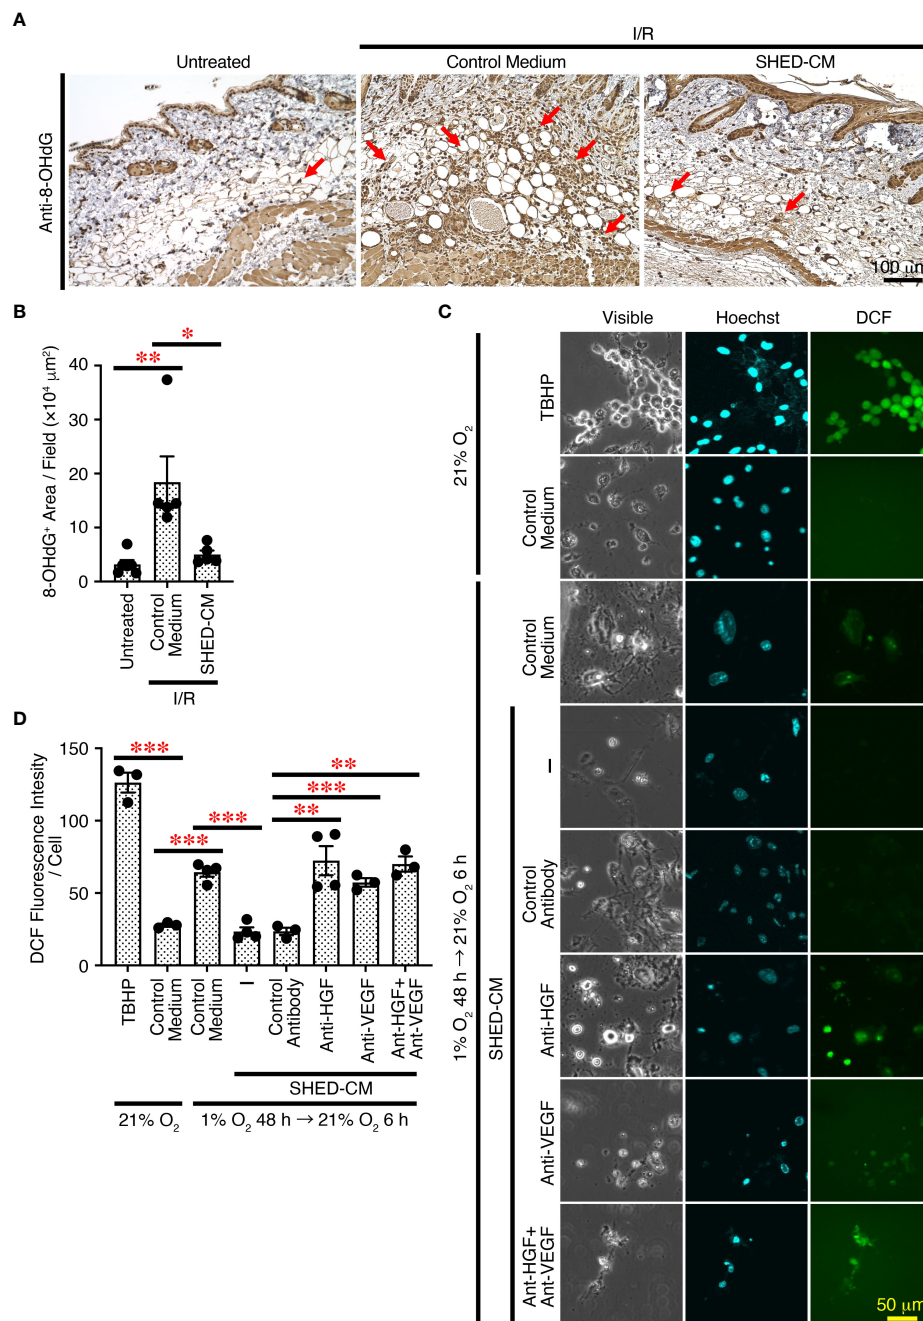 A
I/R
Untreated
Control Medium
SHED-CM
Anti-8-OHdG
100 μm
B
8-OHdG⁺ Area / Field (×10⁴ μm²)
40
30
20
10
0
**
*
Untreated
Control
Medium
SHED-CM
I/R
C
Visible
Hoechst
DCF
21% O₂
TBHP
Control
Medium
1% O₂ 48 h → 21% O₂ 6 h
Control
Medium
SHED-CM
–
Control
Antibody
Anti-HGF
Anti-VEGF
Ant-HGF+
Ant-VEGF
50 μm
D
DCF Fluorescence Intesity
/ Cell
150
100
50
0
***
***
***
**
***
**
TBHP
Control
Medium
Control
Medium
–
Control
Antibody
Anti-HGF
Anti-VEGF
Ant-HGF+
Ant-VEGF
SHED-CM
21% O₂
1% O₂ 48 h → 21% O₂ 6 h